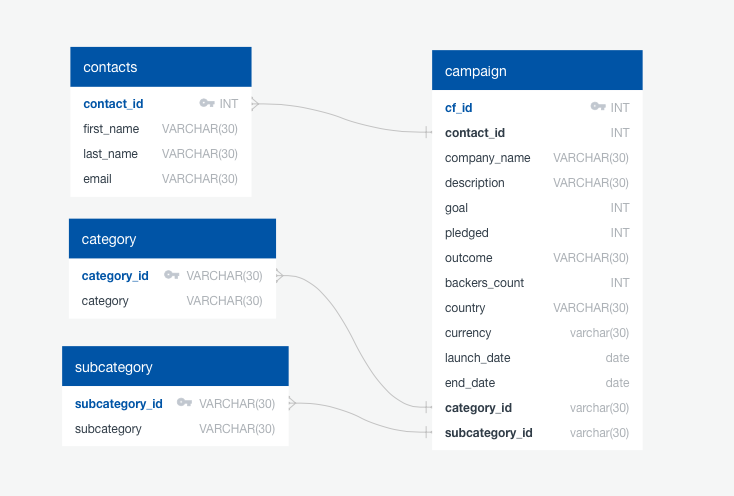 contacts
contact_id INT
first_name VARCHAR(30)
last_name VARCHAR(30)
email VARCHAR(30)
category
category_id VARCHAR(30)
category VARCHAR(30)
subcategory
subcategory_id VARCHAR(30)
subcategory VARCHAR(30)
campaign
cf_id INT
contact_id INT
company_name VARCHAR(30)
description VARCHAR(30)
goal INT
pledged INT
outcome VARCHAR(30)
backers_count INT
country VARCHAR(30)
currency varchar(30)
launch_date date
end_date date
category_id varchar(30)
subcategory_id varchar(30)